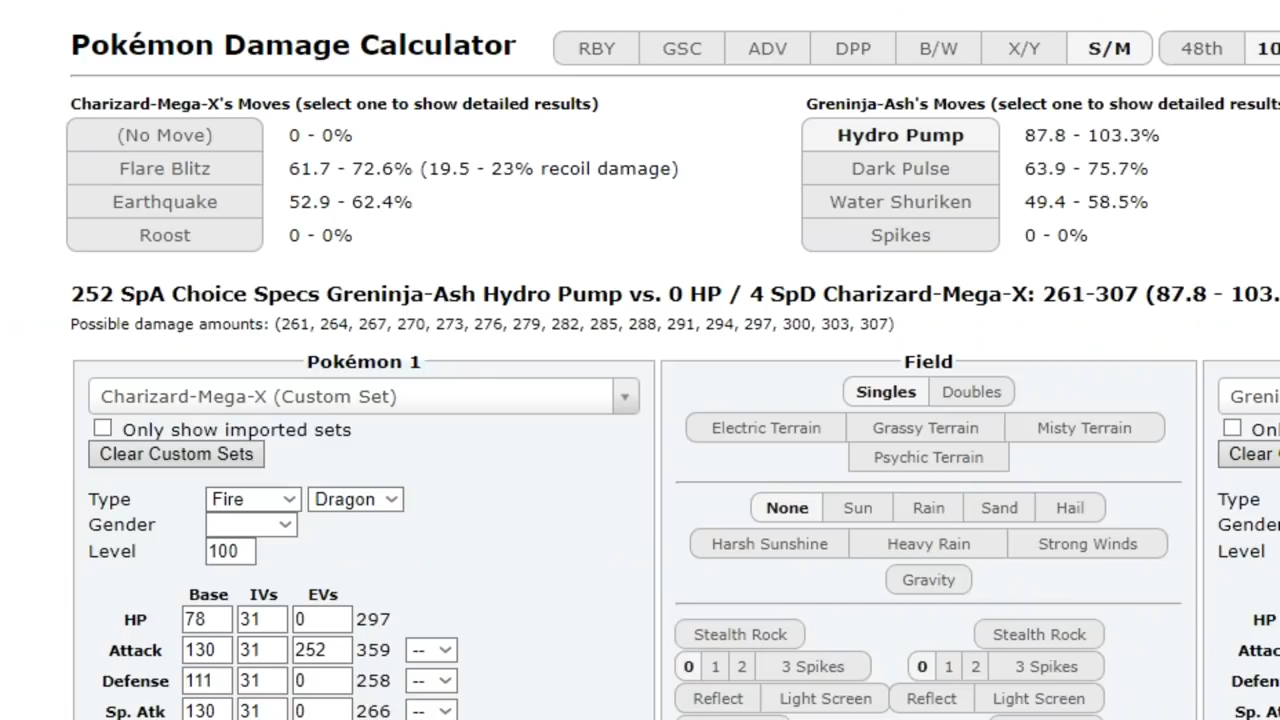 Pokémon Damage Calculator RBY GSC ADV DPP B/W X/Y S/M 48th
Charizard-Mega-X's Moves (select one to show detailed results)
(No Move) 0 - 0%
Flare Blitz 61.7 - 72.6% (19.5 - 23% recoil damage)
Earthquake 52.9 - 62.4%
Roost 0 - 0%
Greninja-Ash's Moves (select one to show detailed results
Hydro Pump 87.8 - 103.3%
Dark Pulse 63.9 - 75.7%
Water Shuriken 49.4 - 58.5%
Spikes 0 - 0%
252 SpA Choice Specs Greninja-Ash Hydro Pump vs. 0 HP / 4 SpD Charizard-Mega-X: 261-307 (87.8 - 103.
Possible damage amounts: (261, 264, 267, 270, 273, 276, 279, 282, 285, 288, 291, 294, 297, 300, 303, 307)
Pokémon 1
Charizard-Mega-X (Custom Set)
Only show imported sets
Clear Custom Sets
Type Fire Dragon
Gender
Level 100
Base IVs EVs
HP 78 31 0 297
Attack 130 31 252 359 --
Defense 111 31 0 258 --
Sp. Atk 130 31 0 266 --
Field
Singles Doubles
Electric Terrain Grassy Terrain Misty Terrain
Psychic Terrain
None Sun Rain Sand Hail
Harsh Sunshine Heavy Rain Strong Winds
Gravity
Stealth Rock Stealth Rock
0 1 2 3 Spikes 0 1 2 3 Spikes
Reflect Light Screen Reflect Light Screen
Clear
Type
Gender
Level
HP